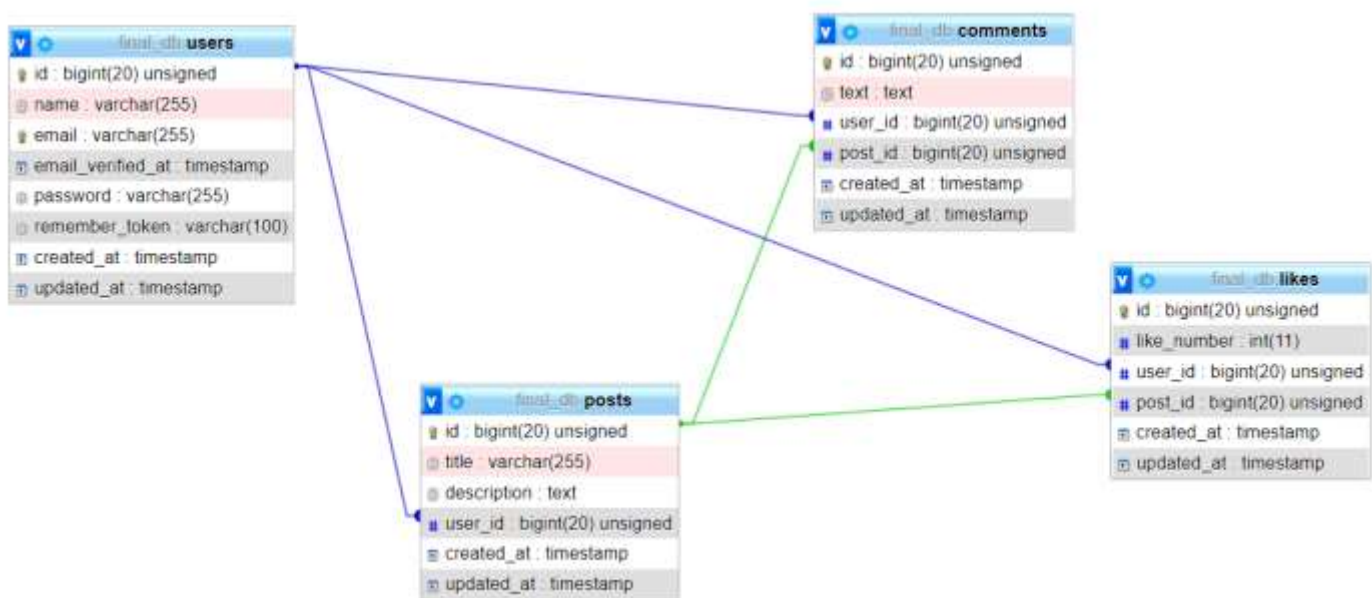 final_db users
id : bigint(20) unsigned
name : varchar(255)
email : varchar(255)
email_verified_at : timestamp
password : varchar(255)
remember_token : varchar(100)
created_at : timestamp
updated_at : timestamp
final_db comments
id : bigint(20) unsigned
text : text
user_id : bigint(20) unsigned
post_id : bigint(20) unsigned
created_at : timestamp
updated_at : timestamp
final_db likes
id : bigint(20) unsigned
like_number : int(11)
user_id : bigint(20) unsigned
post_id : bigint(20) unsigned
created_at : timestamp
updated_at : timestamp
final_db posts
id : bigint(20) unsigned
title : varchar(255)
description : text
user_id : bigint(20) unsigned
created_at : timestamp
updated_at : timestamp